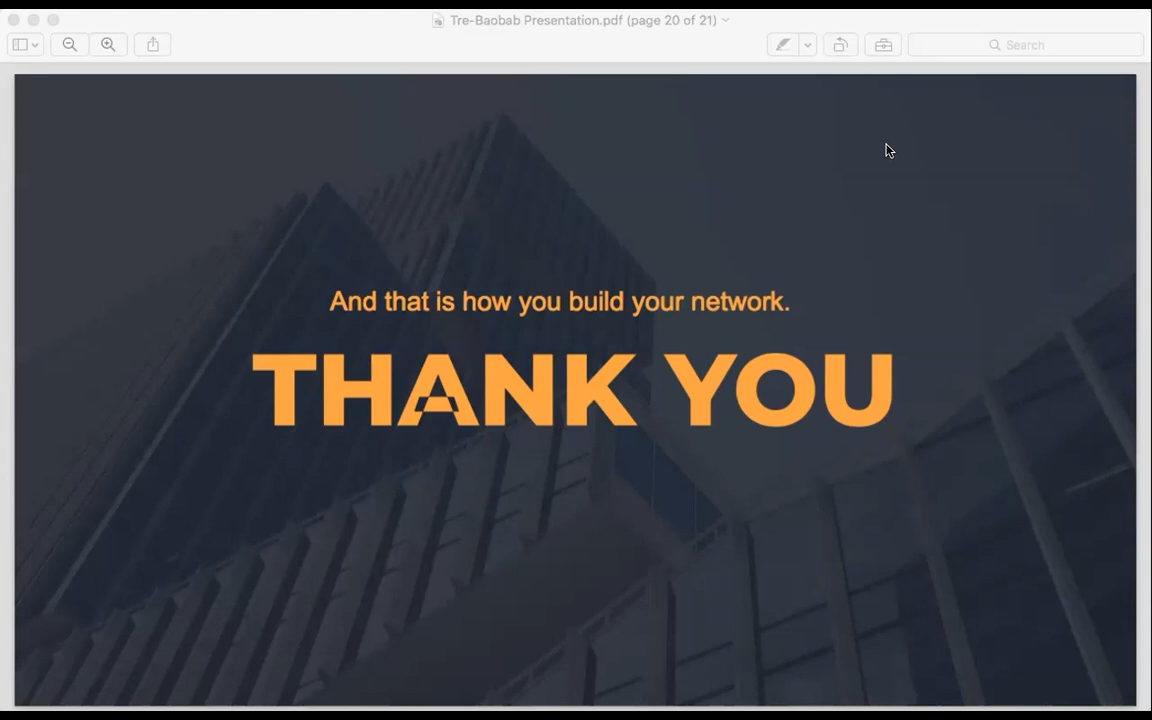 Tre-Baobab Presentation.pdf (page 20 of 21)
Search
And that is how you build your network.
THANK YOU